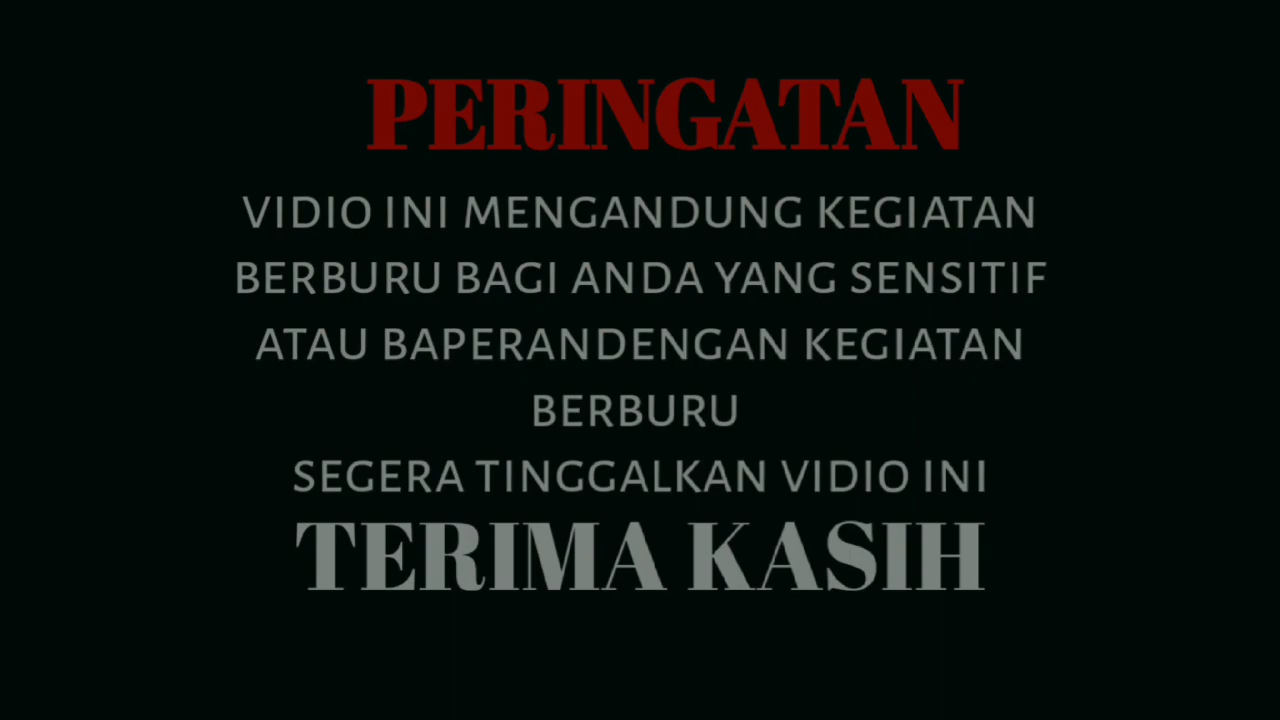 PERINGATAN
VIDIO INI MENGANDUNG KEGIATAN
BERBURU BAGI ANDA YANG SENSITIF
ATAU BAPERANDENGAN KEGIATAN
BERBURU
SEGERA TINGGALKAN VIDIO INI
TERIMA KASIH